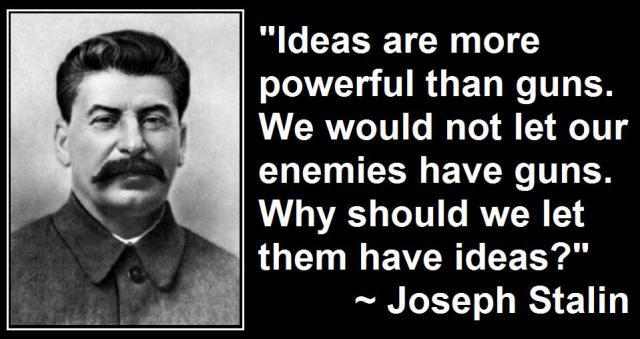 "Ideas are more
powerful than guns.
We would not let our
enemies have guns.
Why should we let
them have ideas?"
~ Joseph Stalin